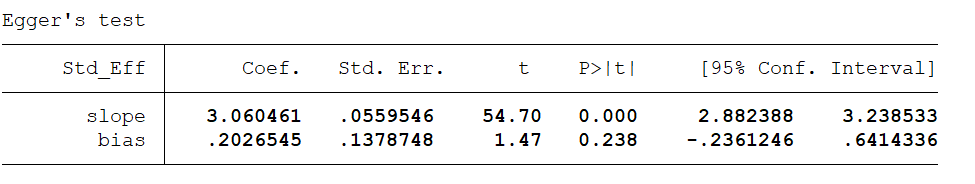 Egger's test
Std_Eff Coef. Std. Err. t P>|t| [95% Conf. Interval]
slope 3.060461 .0559546 54.70 0.000 2.882388 3.238533
bias .2026545 .1378748 1.47 0.238 -.2361246 .6414336